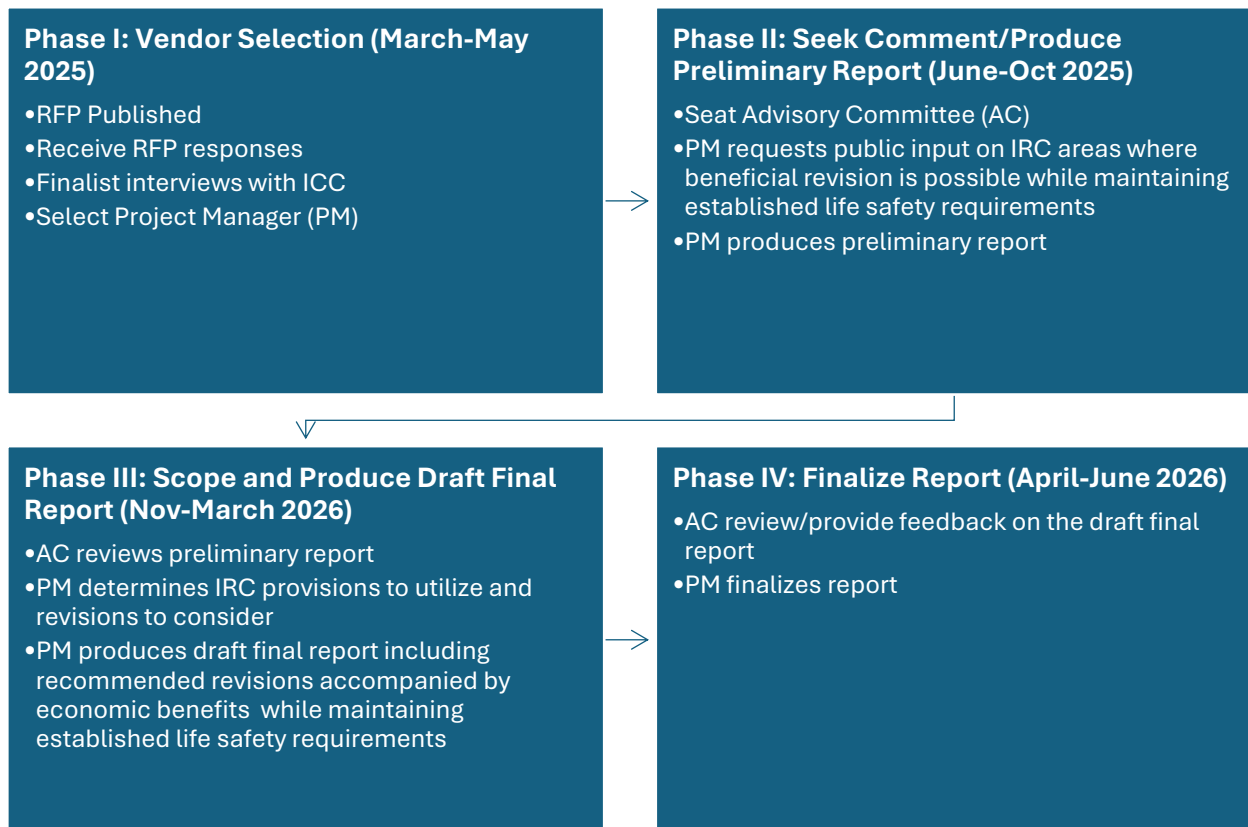 Phase I: Vendor Selection (March-May
2025)
•RFP Published
•Receive RFP responses
•Finalist interviews with ICC
•Select Project Manager (PM)
Phase II: Seek Comment/Produce
Preliminary Report (June-Oct 2025)
•Seat Advisory Committee (AC)
•PM requests public input on IRC areas where
beneficial revision is possible while maintaining
established life safety requirements
•PM produces preliminary report
Phase III: Scope and Produce Draft Final
Report (Nov-March 2026)
•AC reviews preliminary report
•PM determines IRC provisions to utilize and
revisions to consider
•PM produces draft final report including
recommended revisions accompanied by
economic benefits  while maintaining
established life safety requirements
Phase IV: Finalize Report (April-June 2026)
•AC review/provide feedback on the draft final
report
•PM finalizes report